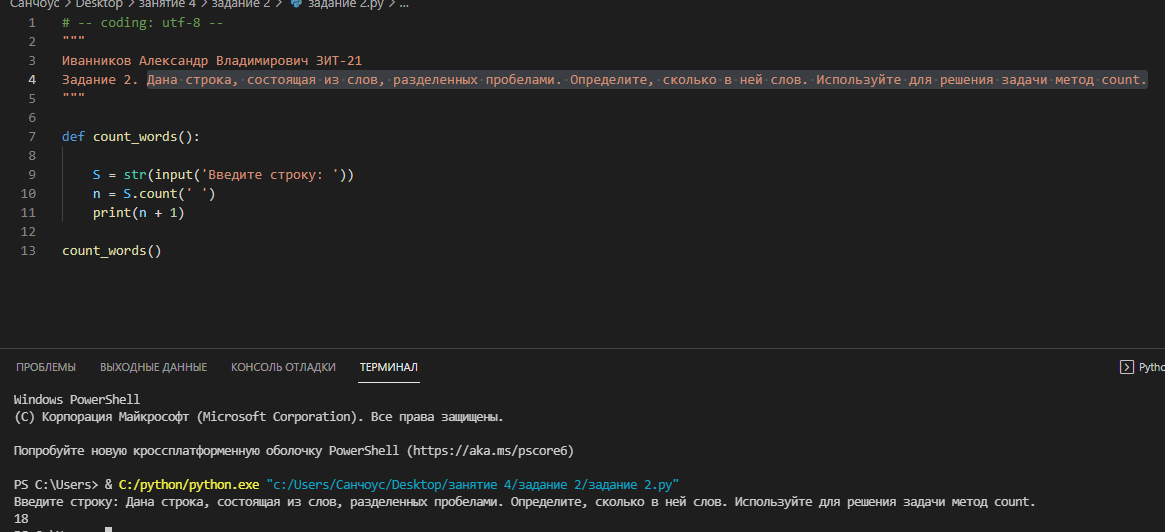 Санчоус > Desktop > занятие 4 > задание 2 > задание 2.py > ...
1 # -- coding: utf-8 --
2 """
3 Иванников Александр Владимирович ЗИТ-21
4 Задание 2. Дана строка, состоящая из слов, разделенных пробелами. Определите, сколько в ней слов. Используйте для решения задачи метод count.
5 """
6
7 def count_words():
8
9 S = str(input('Введите строку: '))
10 n = S.count(' ')
11 print(n + 1)
12
13 count_words()
ПРОБЛЕМЫ ВЫХОДНЫЕ ДАННЫЕ КОНСОЛЬ ОТЛАДКИ ТЕРМИНАЛ
Windows PowerShell
(C) Корпорация Майкрософт (Microsoft Corporation). Все права защищены.
Попробуйте новую кроссплатформенную оболочку PowerShell (https://aka.ms/pscore6)
PS C:\Users> & C:/python/python.exe "c:/Users/Санчоус/Desktop/занятие 4/задание 2/задание 2.py"
Введите строку: Дана строка, состоящая из слов, разделенных пробелами. Определите, сколько в ней слов. Используйте для решения задачи метод count.
18